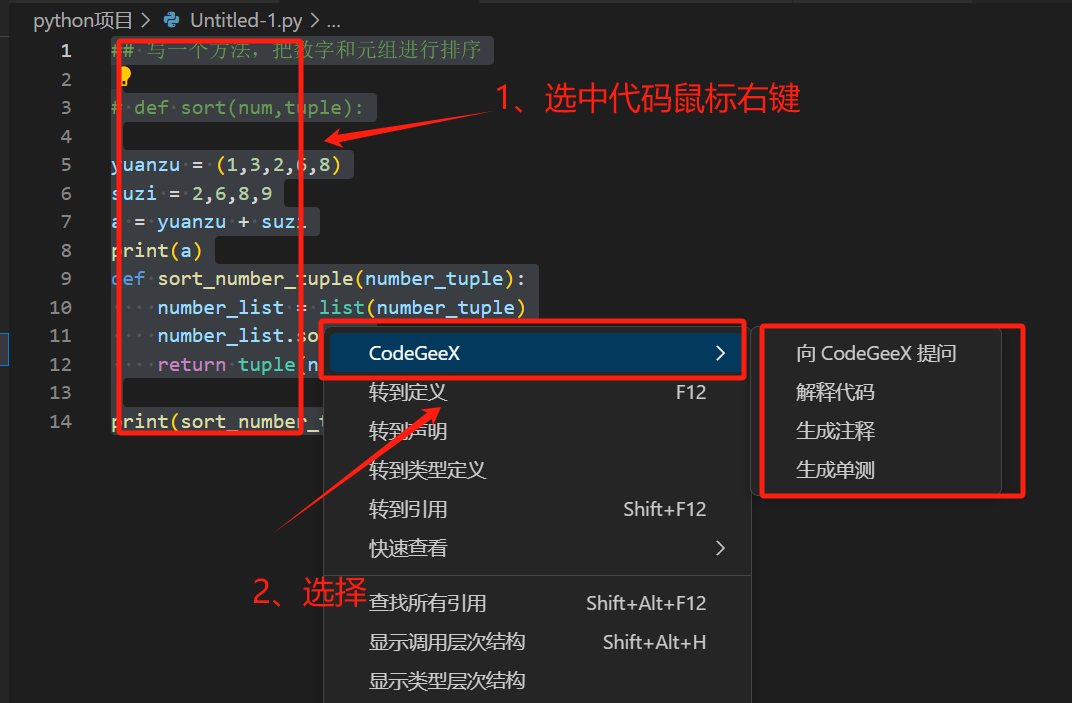 python项目 > Untitled-1.py > ...
1 ## 写一个方法，把数字和元组进行排序
1、选中代码鼠标右键
2
3 # def sort(num,tuple):
4
5 yuanzu = (1,3,2,6,8)
6 suzi = 2,6,8,9
7 a = yuanzu + suzi
8 print(a)
9 def sort_number_tuple(number_tuple):
10 number_list = list(number_tuple)
11 number_list.so
12 return tuple(n
13
14 print(sort_number_t
CodeGeeX >
转到定义 F12
转到声明
转到类型定义
转到引用 Shift+F12
快速查看 >
2、选择
查找所有引用 Shift+Alt+F12
显示调用层次结构 Shift+Alt+H
显示类型层次结构
向 CodeGeeX 提问
解释代码
生成注释
生成单测